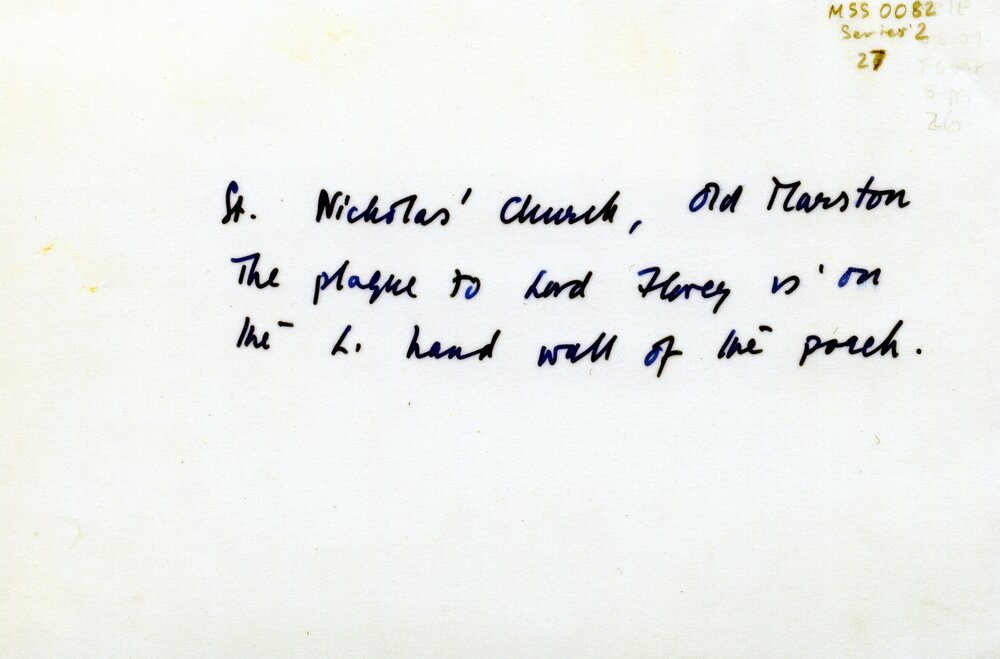 MSS 0082
Series 2
27
26
St. Nicholas' Church, Old Marston
The plaque to Lord Florey is on
the L. hand wall of the porch.